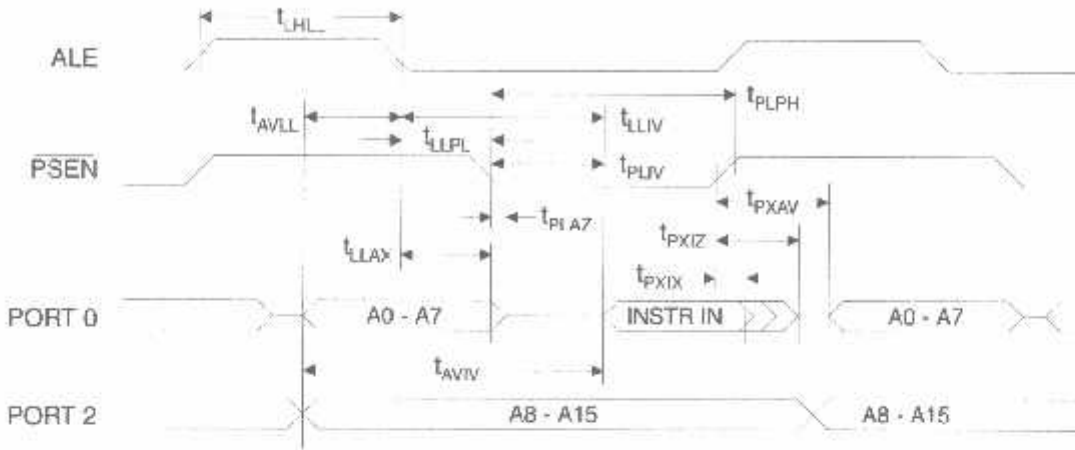 ALE
tLHLL
tPLPH
tAVLL
tLLIV
tLLPL
PSEN
tPLIV
tPXAV
tPLAZ
tPXIZ
tLLAX
tPXIX
PORT 0
A0 - A7
INSTR IN
A0 - A7
tAVIV
PORT 2
A8 - A15
A8 - A15